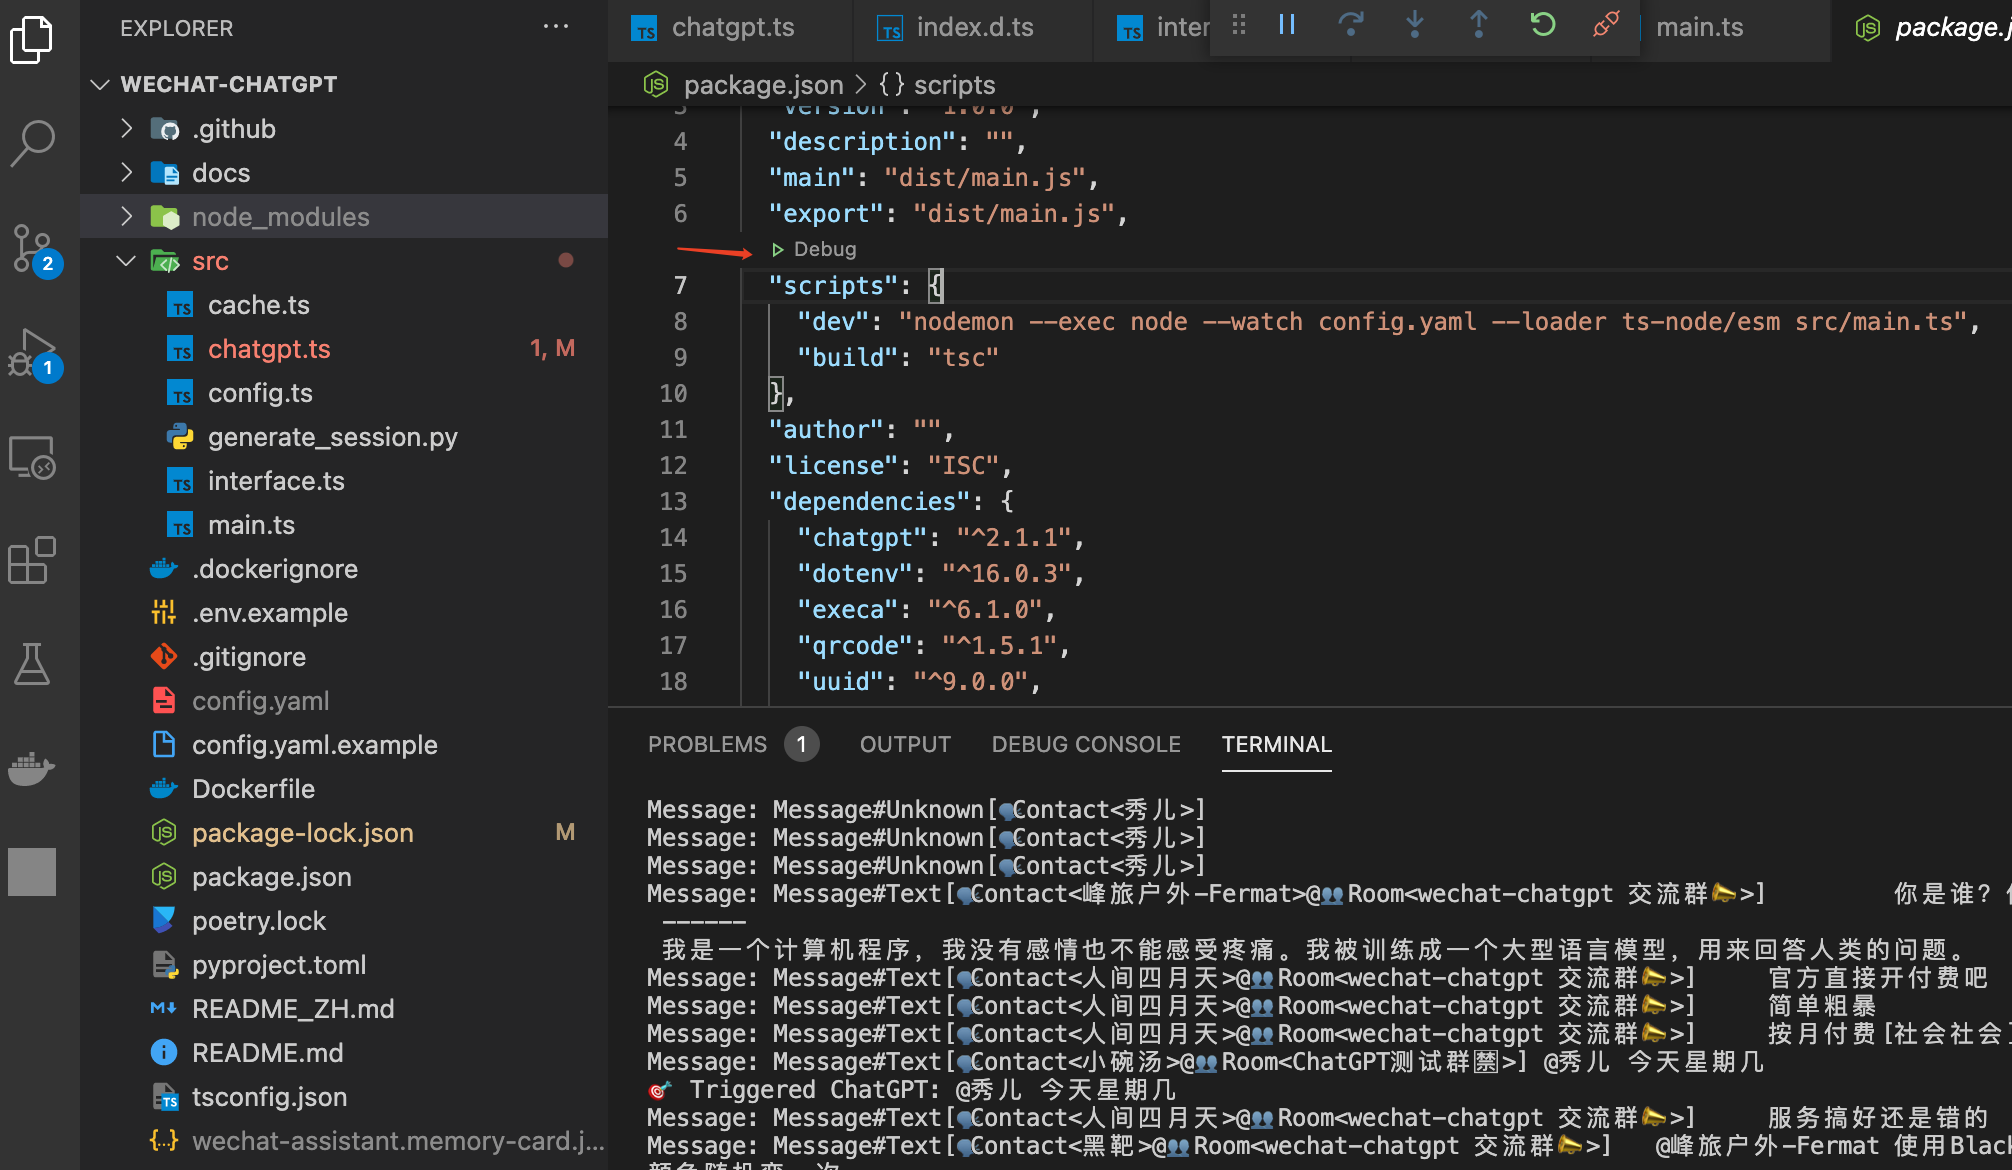 EXPLORER
WECHAT-CHATGPT
.github
docs
node_modules
src
cache.ts
chatgpt.ts 1, M
config.ts
generate_session.py
interface.ts
main.ts
.dockerignore
.env.example
.gitignore
config.yaml
config.yaml.example
Dockerfile
package-lock.json M
package.json
poetry.lock
pyproject.toml
README_ZH.md
README.md
tsconfig.json
wechat-assistant.memory-card.j...
2
1
chatgpt.ts index.d.ts inter main.ts package.j
package.json > {} scripts
3 "version": "1.0.0",
4 "description": "",
5 "main": "dist/main.js",
6 "export": "dist/main.js",
Debug
7 "scripts": {
8 "dev": "nodemon --exec node --watch config.yaml --loader ts-node/esm src/main.ts",
9 "build": "tsc"
10 },
11 "author": "",
12 "license": "ISC",
13 "dependencies": {
14 "chatgpt": "^2.1.1",
15 "dotenv": "^16.0.3",
16 "execa": "^6.1.0",
17 "qrcode": "^1.5.1",
18 "uuid": "^9.0.0",
PROBLEMS 1 OUTPUT DEBUG CONSOLE TERMINAL
Message: Message#Unknown[🗣Contact<秀儿>]
Message: Message#Unknown[🗣Contact<秀儿>]
Message: Message#Unknown[🗣Contact<秀儿>]
Message: Message#Text[🗣Contact<峰旅户外-Fermat>@👥Room<wechat-chatgpt 交流群📣>] 你是谁?
------
我是一个计算机程序，我没有感情也不能感受疼痛。我被训练成一个大型语言模型，用来回答人类的问题。
Message: Message#Text[🗣Contact<人间四月天>@👥Room<wechat-chatgpt 交流群📣>] 官方直接开付费吧
Message: Message#Text[🗣Contact<人间四月天>@👥Room<wechat-chatgpt 交流群📣>] 简单粗暴
Message: Message#Text[🗣Contact<人间四月天>@👥Room<wechat-chatgpt 交流群📣>] 按月付费[社会社会]
Message: Message#Text[🗣Contact<小碗汤>@👥Room<ChatGPT测试群🈲>] @秀儿 今天星期几
🎯 Triggered ChatGPT: @秀儿 今天星期几
Message: Message#Text[🗣Contact<人间四月天>@👥Room<wechat-chatgpt 交流群📣>] 服务搞好还是错的
Message: Message#Text[🗣Contact<黑靶>@👥Room<wechat-chatgpt 交流群📣>] @峰旅户外-Fermat 使用Blac